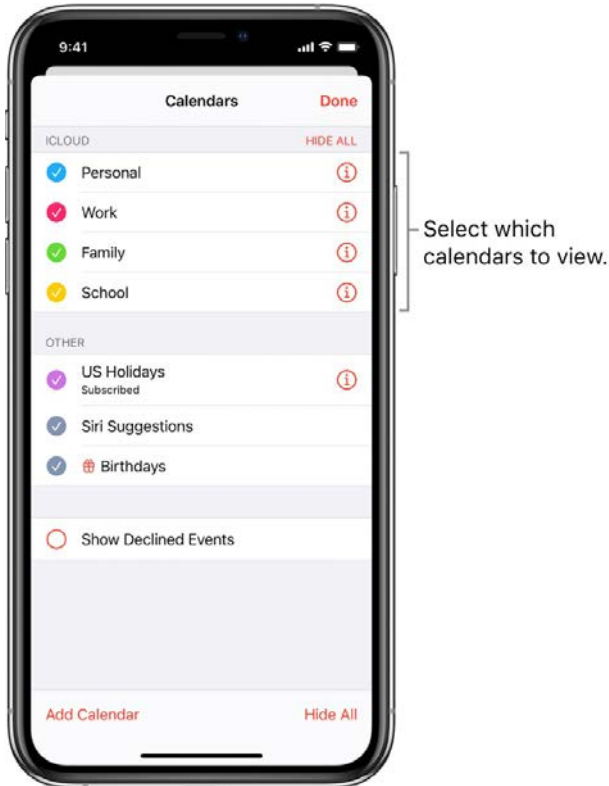 9:41
Calendars
Done
ICLOUD
HIDE ALL
Personal
Work
Family
School
Select which
calendars to view.
OTHER
US Holidays
Subscribed
Siri Suggestions
Birthdays
Show Declined Events
Add Calendar
Hide All